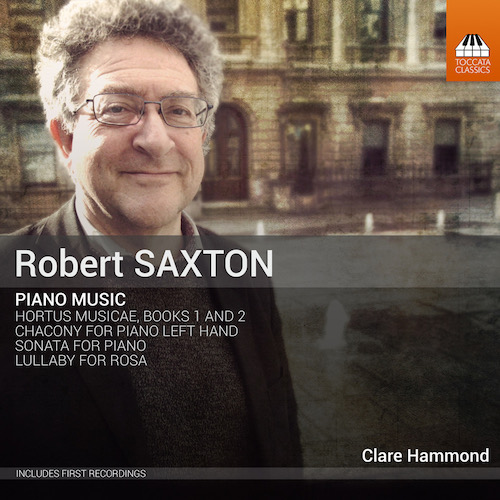 TOCCATA
CLASSICS
Robert SAXTON
PIANO MUSIC
HORTUS MUSICAE, BOOKS 1 AND 2
CHACONY FOR PIANO LEFT HAND
SONATA FOR PIANO
LULLABY FOR ROSA
Clare Hammond
INCLUDES FIRST RECORDINGS